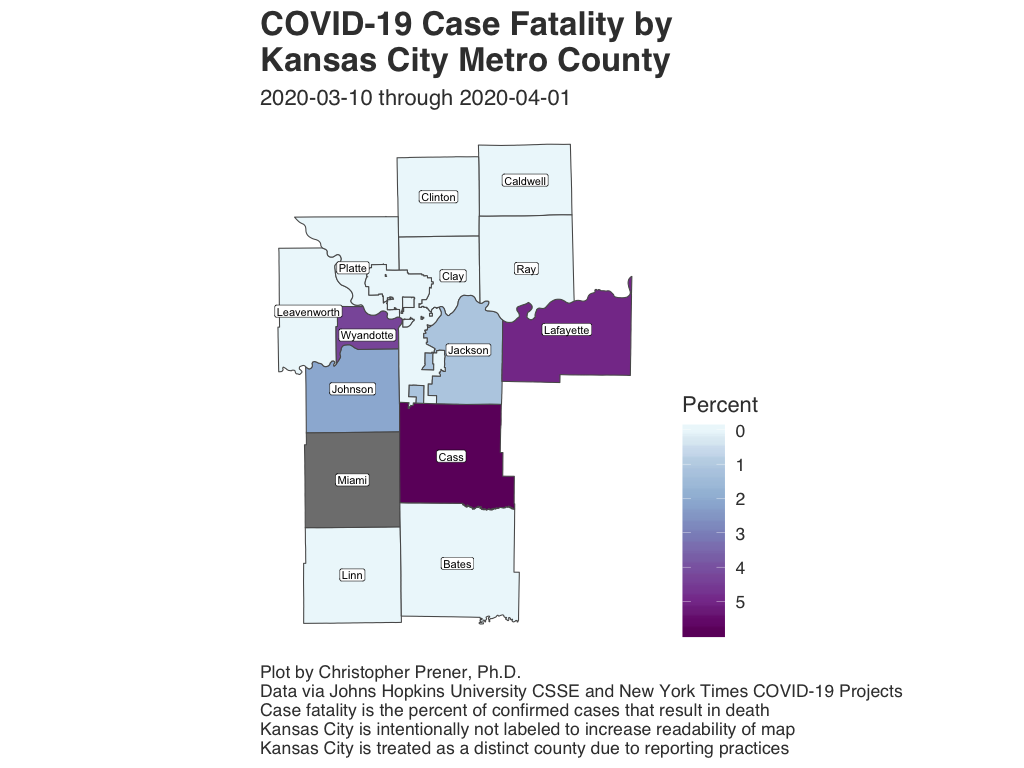 COVID-19 Case Fatality by
Kansas City Metro County
2020-03-10 through 2020-04-01
Caldwell
Clinton
Platte
Clay
Ray
Leavenworth
Wyandotte
Lafayette
Jackson
Johnson
Cass
Miami
Bates
Linn
Percent
0
1
2
3
4
5
Plot by Christopher Prener, Ph.D.
Data via Johns Hopkins University CSSE and New York Times COVID-19 Projects
Case fatality is the percent of confirmed cases that result in death
Kansas City is intentionally not labeled to increase readability of map
Kansas City is treated as a distinct county due to reporting practices